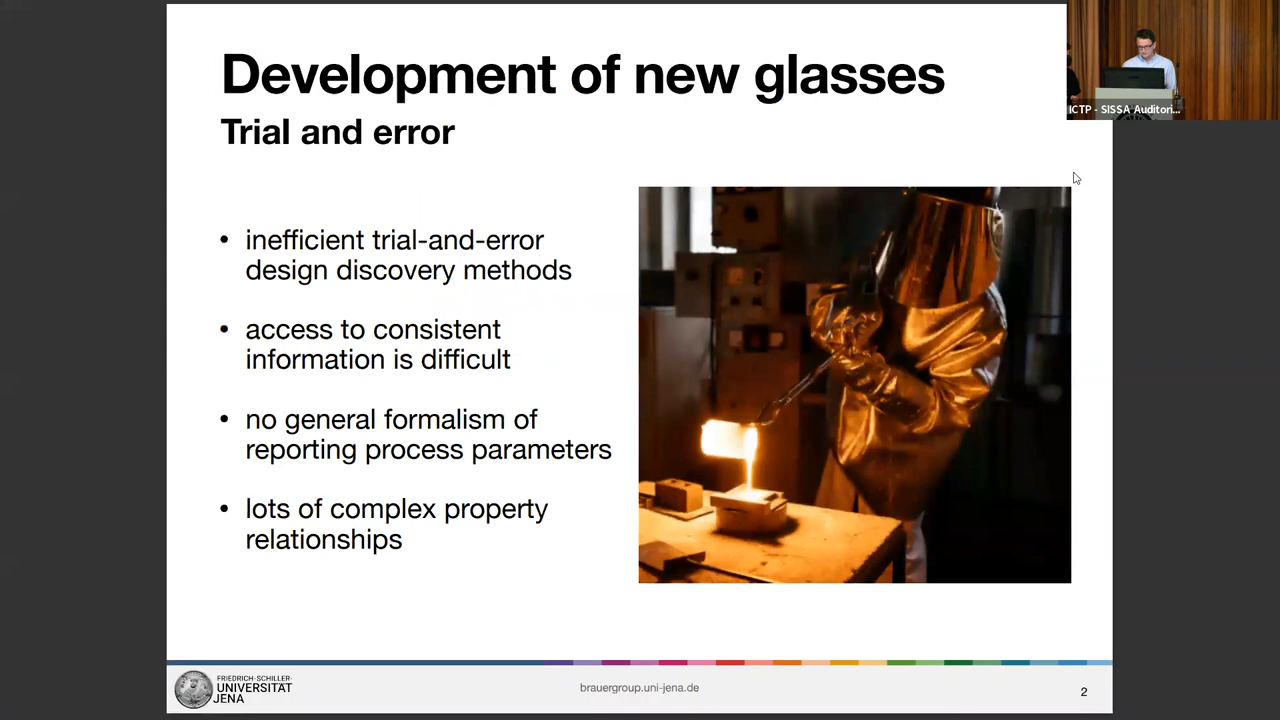 Development of new glasses
Trial and error
• inefficient trial-and-error
design discovery methods
• access to consistent
information is difficult
• no general formalism of
reporting process parameters
• lots of complex property
relationships
ICTP - SISSA Auditori...
FRIEDRICH-SCHILLER-
UNIVERSITÄT
JENA
brauergroup.uni-jena.de
2